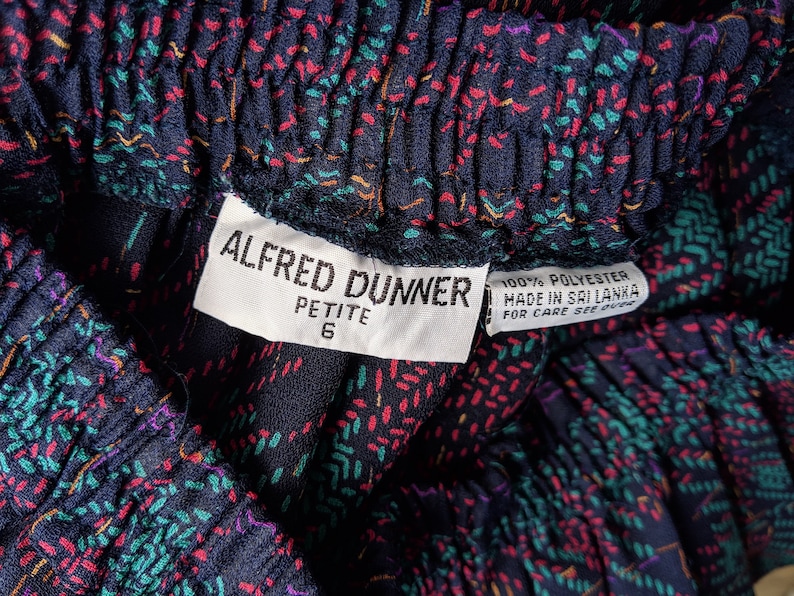 ALFRED DUNNER
PETITE
6
100% POLYESTER
MADE IN SRI LANKA
FOR CARE SEE OVER